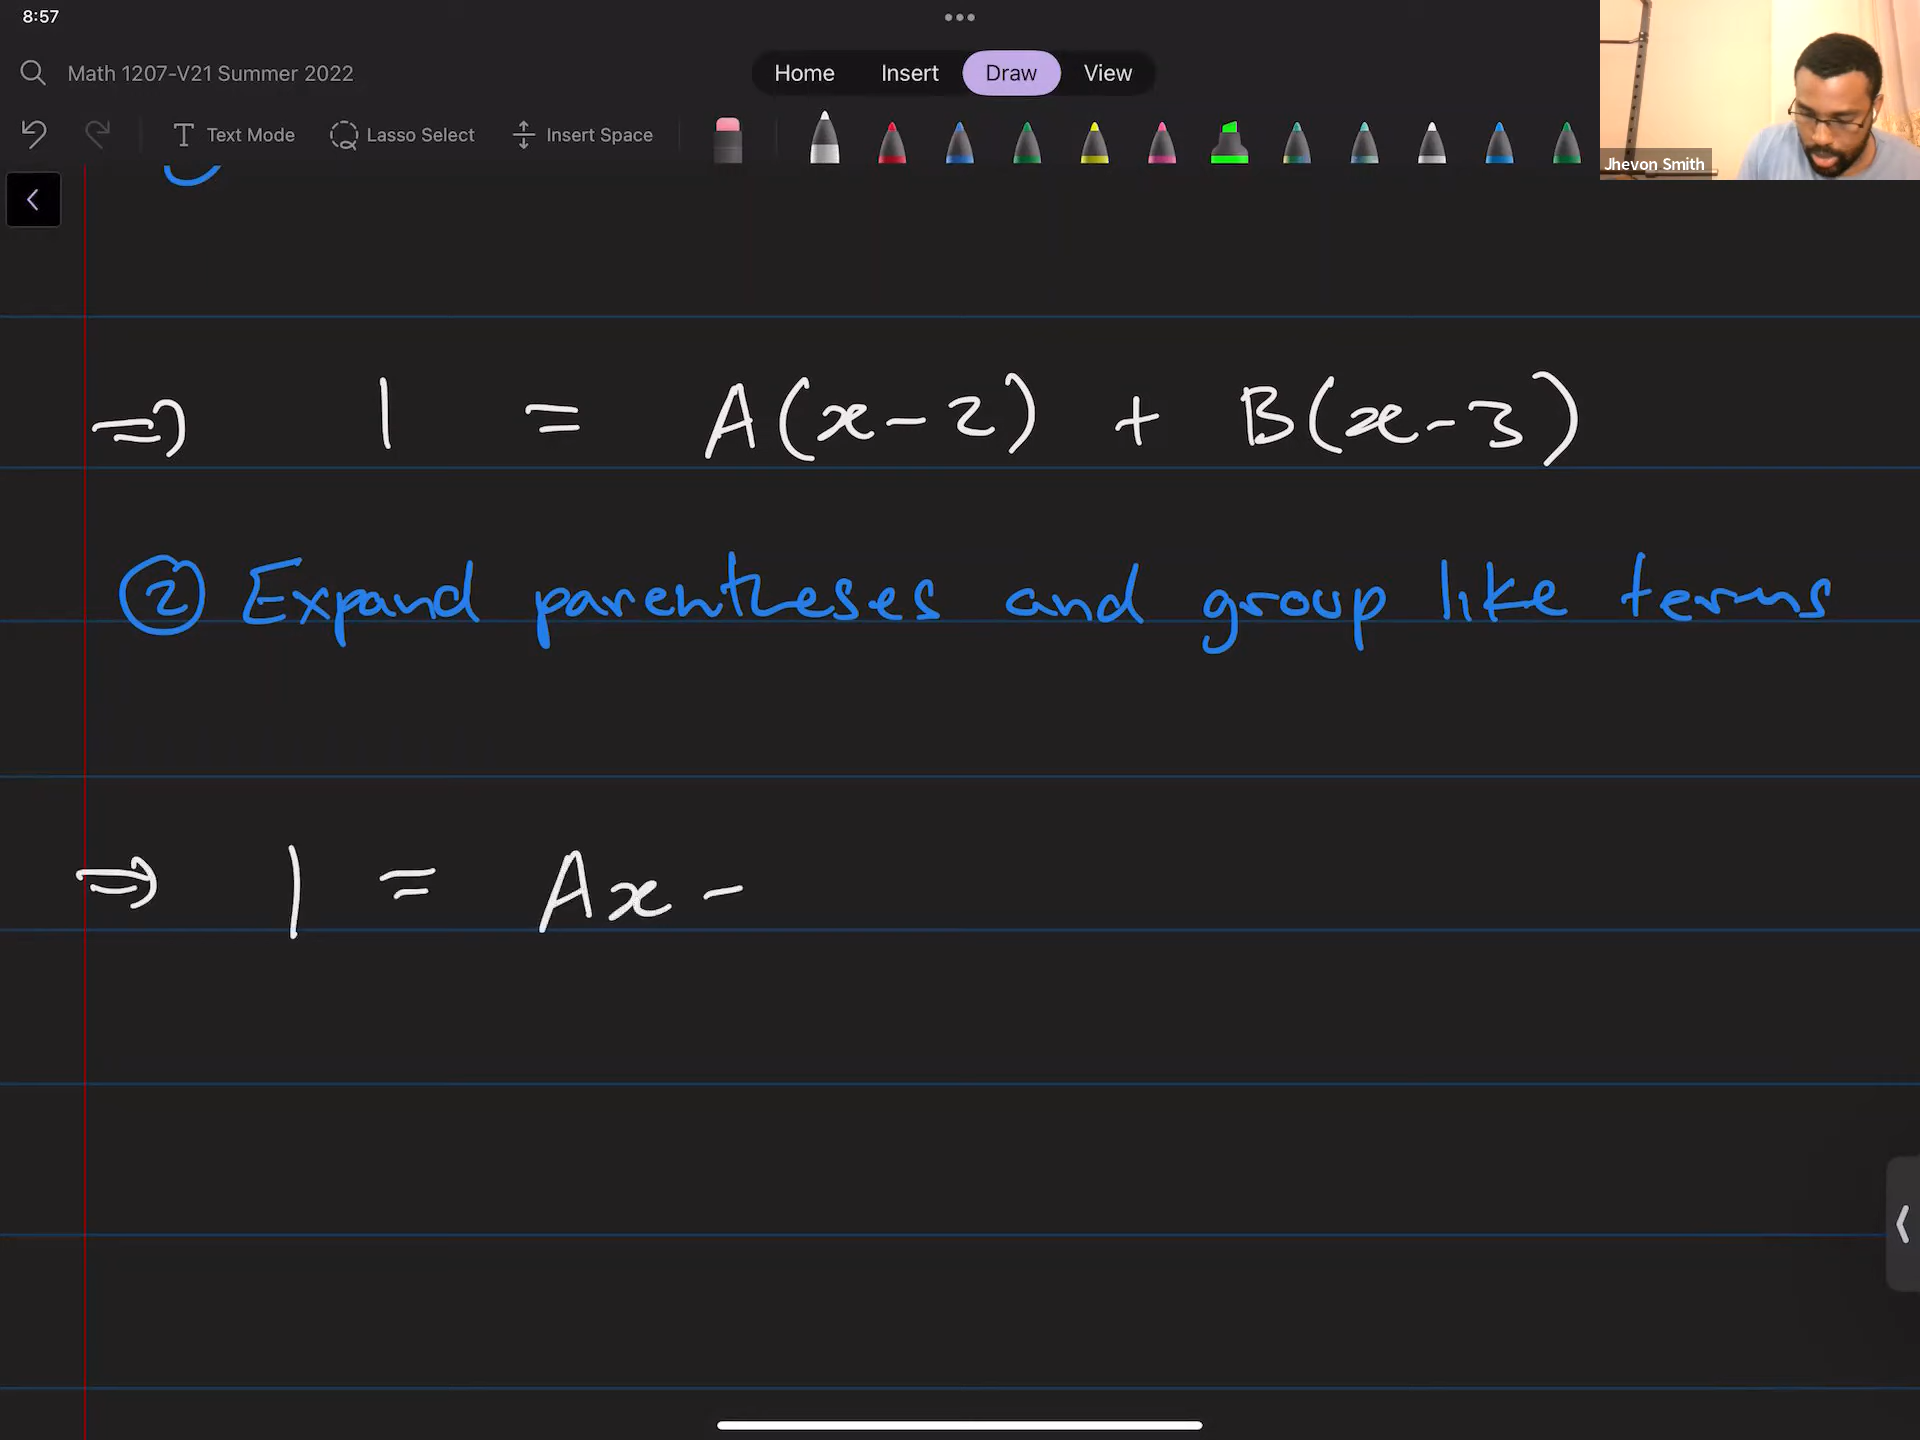 8:57
Math 1207-V21 Summer 2022
Home Insert Draw View
Text Mode Lasso Select Insert Space
Jhevon Smith
⇒ 1 = A(x-2) + B(x-3)
② Expand parentheses and group like terms
⇒ 1 = Ax -